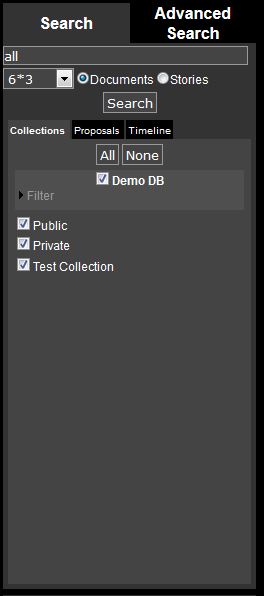 Search
Advanced
Search
all
6*3
Documents
Stories
Search
Collections
Proposals
Timeline
All
None
Demo DB
Filter
Public
Private
Test Collection